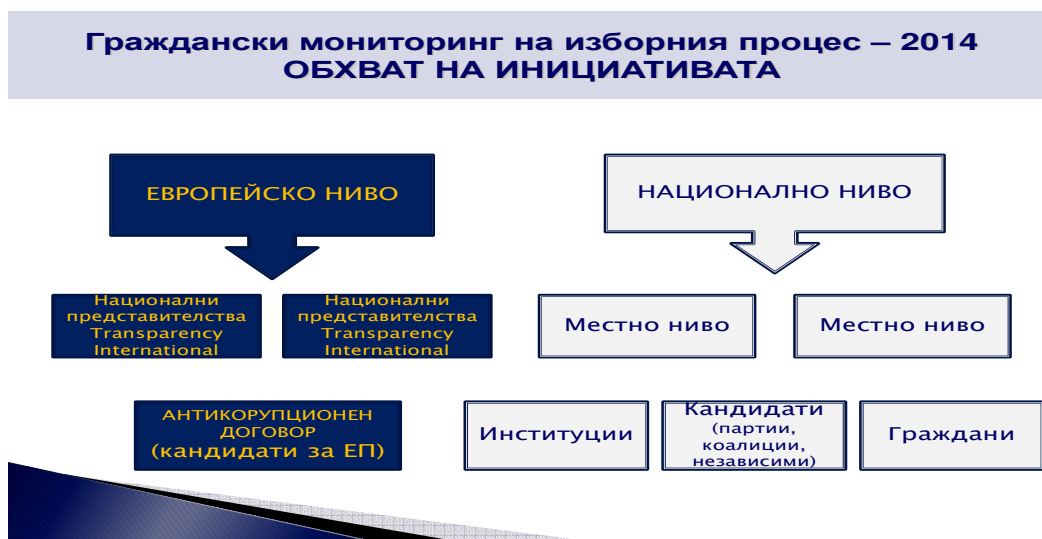 Граждански мониторинг на изборния процес – 2014
ОБХВАТ НА ИНИЦИАТИВАТА
ЕВРОПЕЙСКО НИВО
НАЦИОНАЛНО НИВО
Национални
представителства
Transparency
International
Национални
представителства
Transparency
International
Местно ниво
Местно ниво
АНТИКОРУПЦИОНЕН
ДОГОВОР
(кандидати за ЕП)
Институции
Кандидати
(партии,
коалиции,
независими)
Граждани